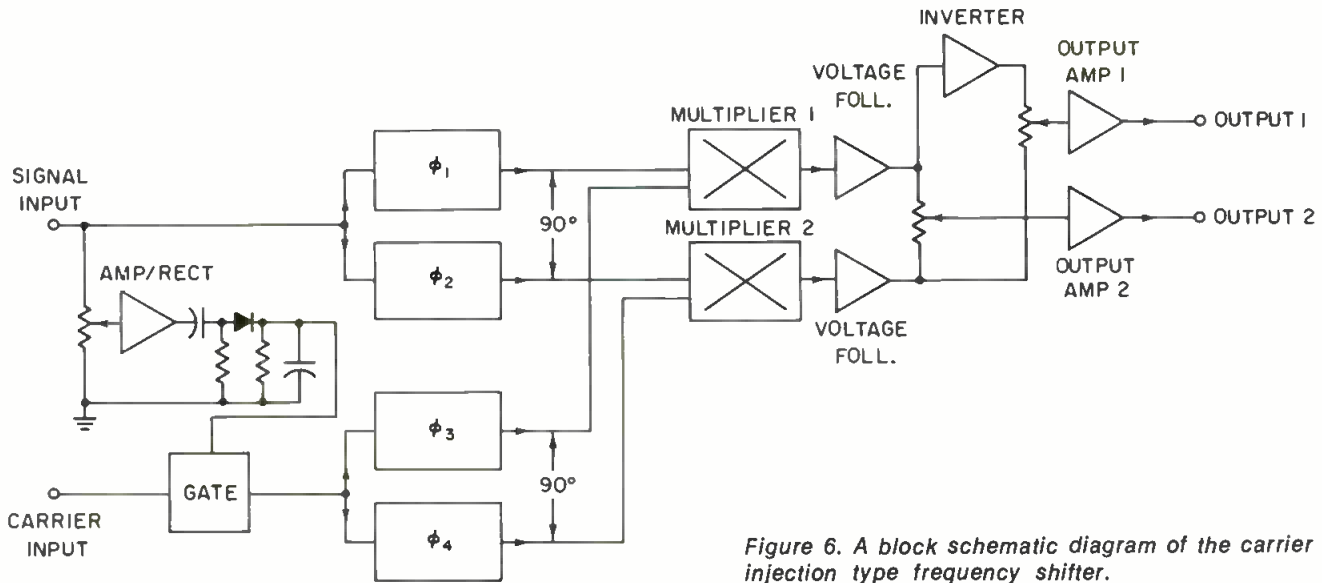 INVERTER
OUTPUT
AMP 1
VOLTAGE
FOLL.
MULTIPLIER 1
OUTPUT 1
SIGNAL
INPUT
ϕ1
90°
MULTIPLIER 2
OUTPUT 2
AMP/RECT
ϕ2
OUTPUT
AMP 2
VOLTAGE
FOLL.
ϕ3
GATE
90°
CARRIER
INPUT
ϕ4
Figure 6. A block schematic diagram of the carrier
injection type frequency shifter.